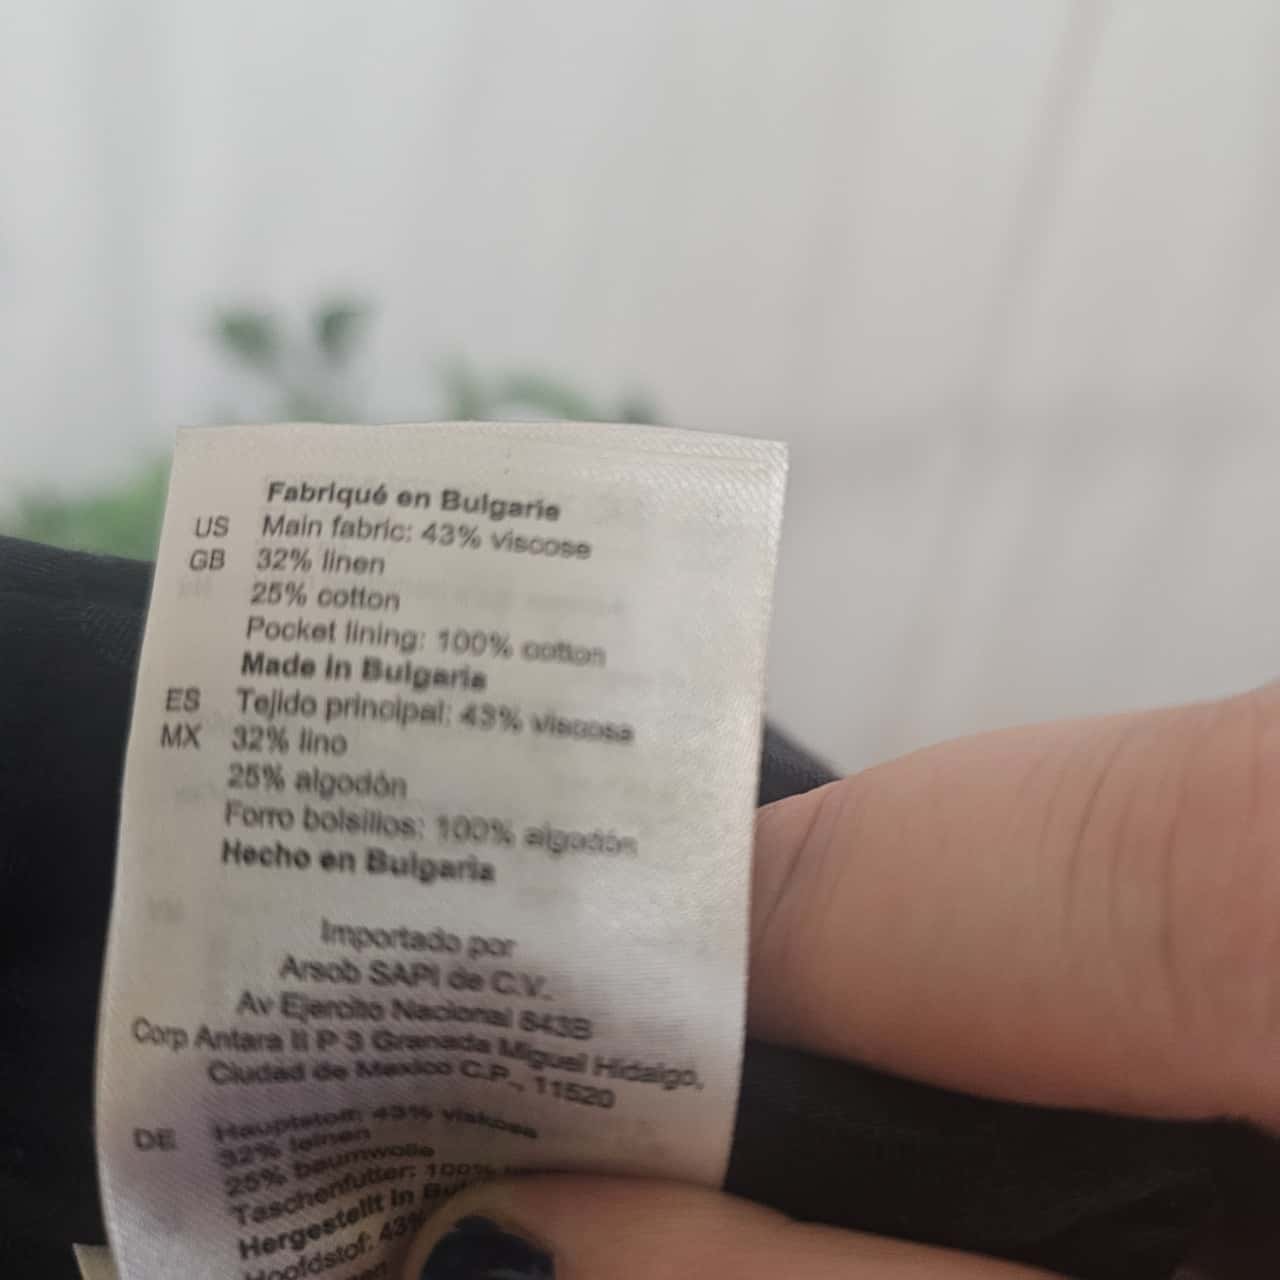 Fabriqué en Bulgarie
US Main fabric: 43% viscose
GB 32% linen
25% cotton
Pocket lining: 100% cotton
Made in Bulgaria
ES Tejido principal: 43% viscosa
MX 32% lino
25% algodón
Forro bolsillos: 100% algodón
Hecho en Bulgaria
Importado por
Arsob SAPI de C.V.
Av Ejercito Nacional 843B
Corp Antara II P 3 Granada Miguel Hidalgo,
Ciudad de Mexico C.P., 11520
DE Hauptstoff: 43% viskose
32% leinen
25% baumwolle
Taschenfutter: 100%
Hergestellt in
Hoofdstof: 43%